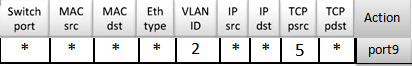 Switch port MAC src MAC dst Eth type VLAN ID IP src IP dst TCP psrc TCP pdst Action
* * * * 2 * * 5 * port9